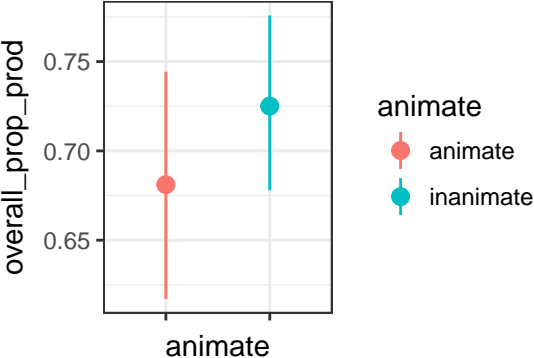 overall_prop_prod
0.75
0.70
0.65
animate
animate
animate
inanimate